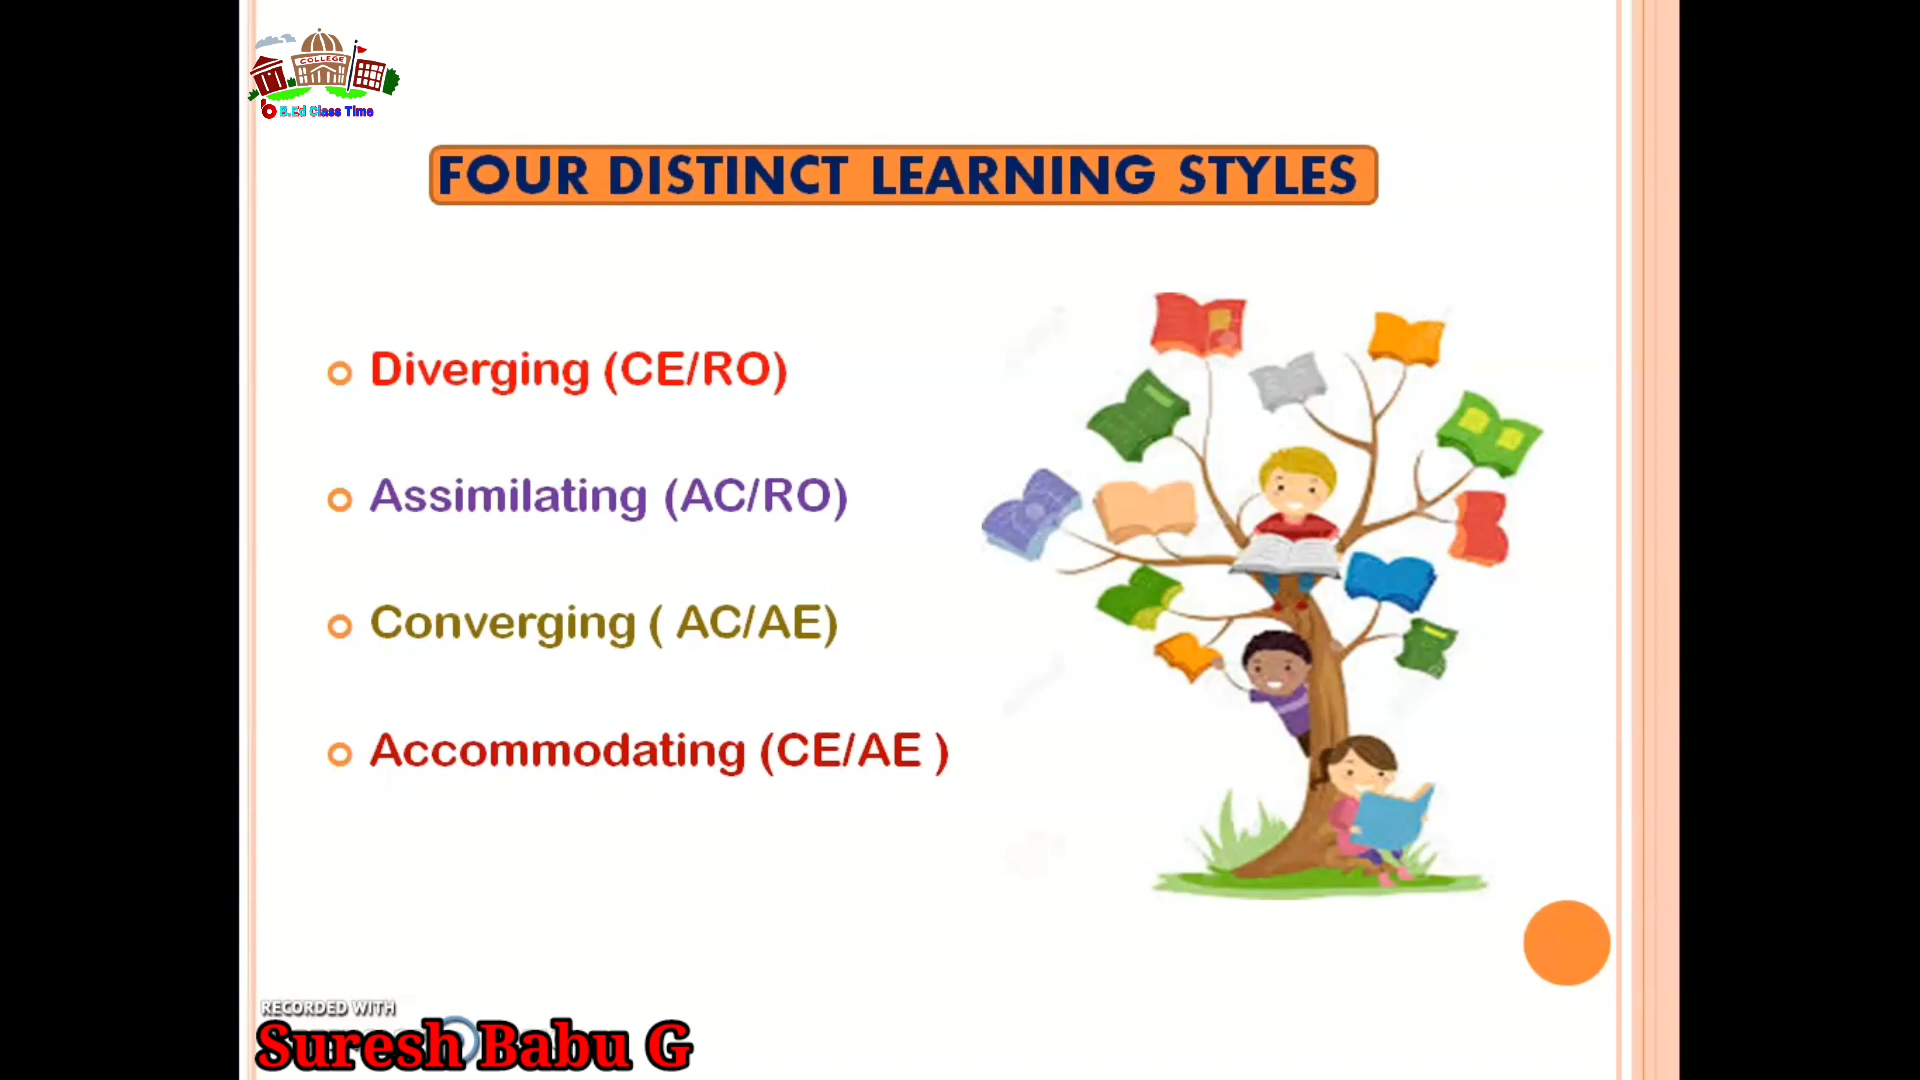 COLLEGE
B.Ed Class Time
FOUR DISTINCT LEARNING STYLES
Diverging (CE/RO)
Assimilating (AC/RO)
Converging ( AC/AE)
Accommodating (CE/AE )
RECORDED WITH
Suresh Babu G